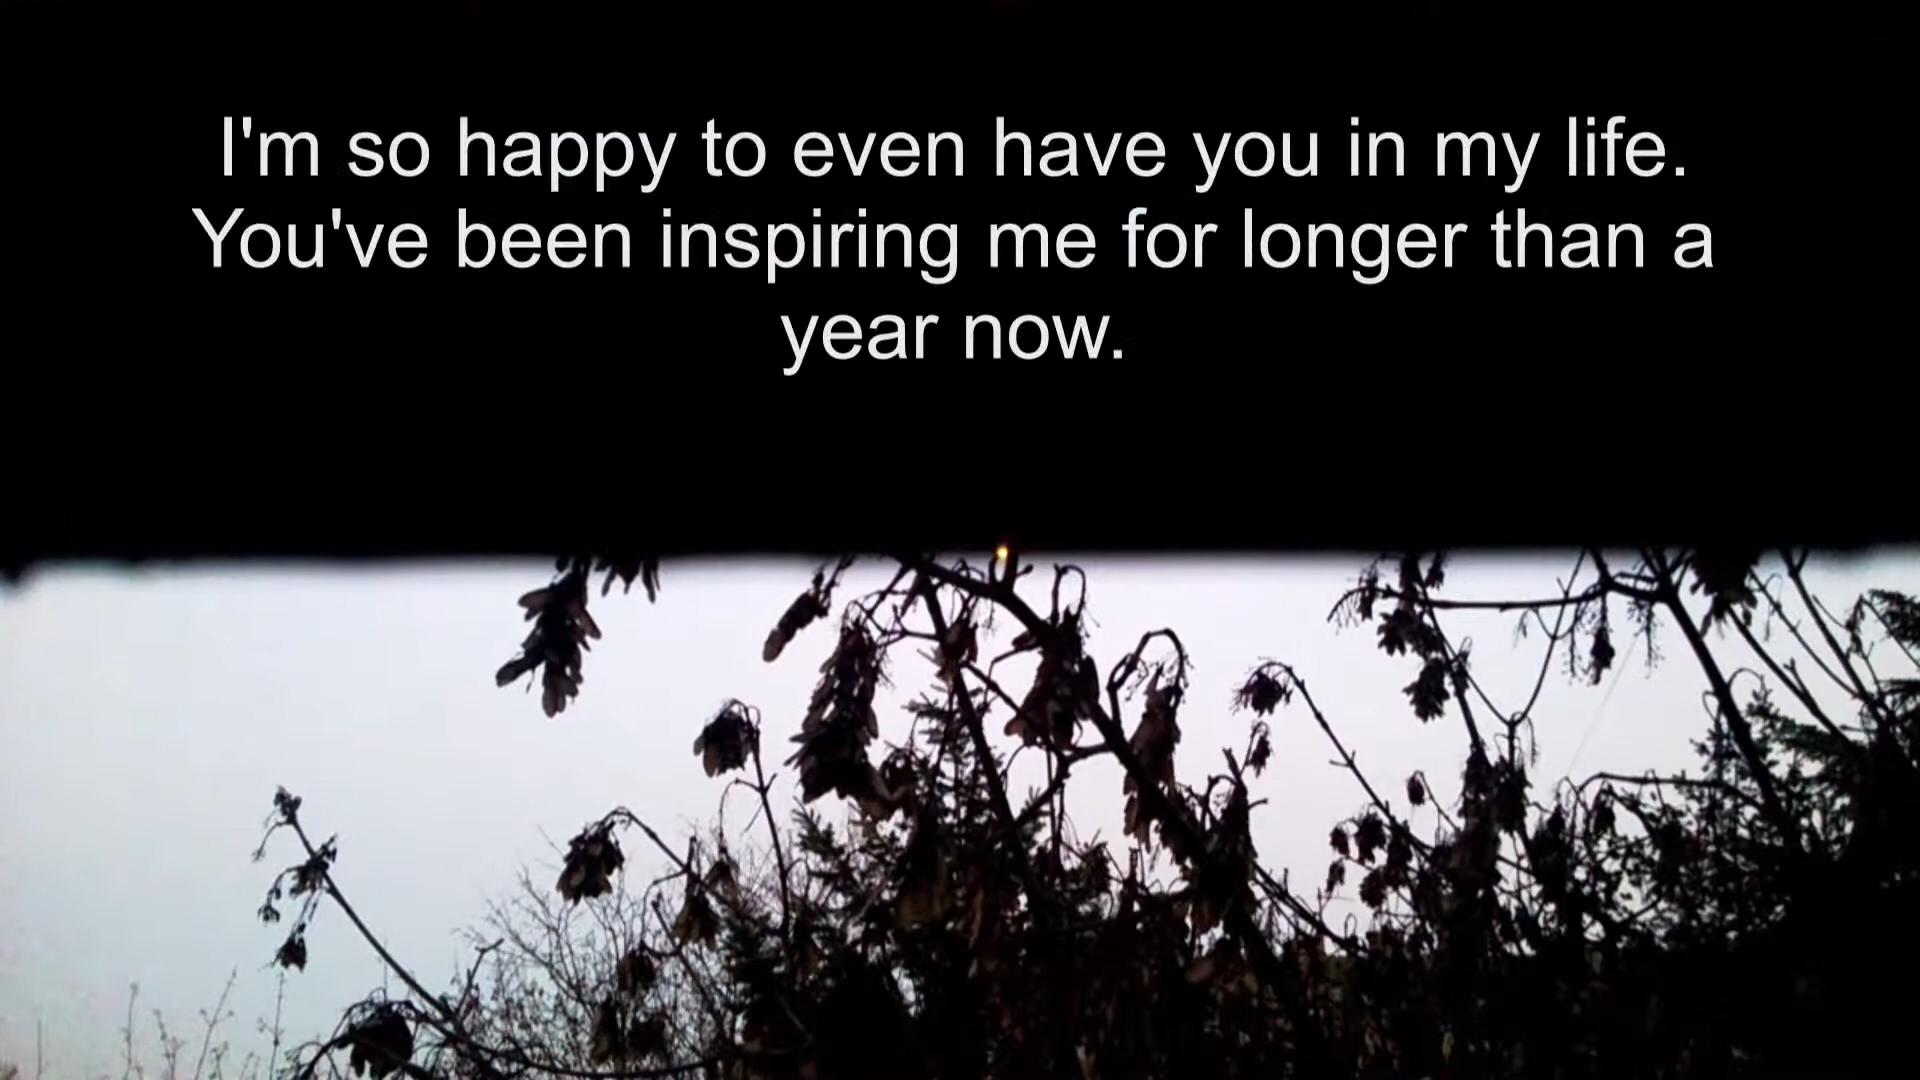 I'm so happy to even have you in my life.
You've been inspiring me for longer than a
year now.